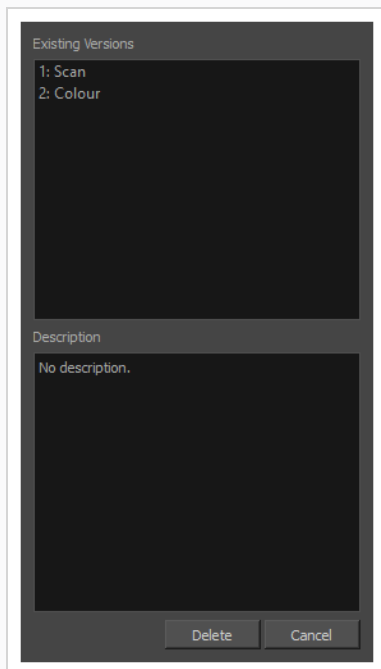 Existing Versions
1: Scan
2: Colour
Description
No description.
Delete
Cancel